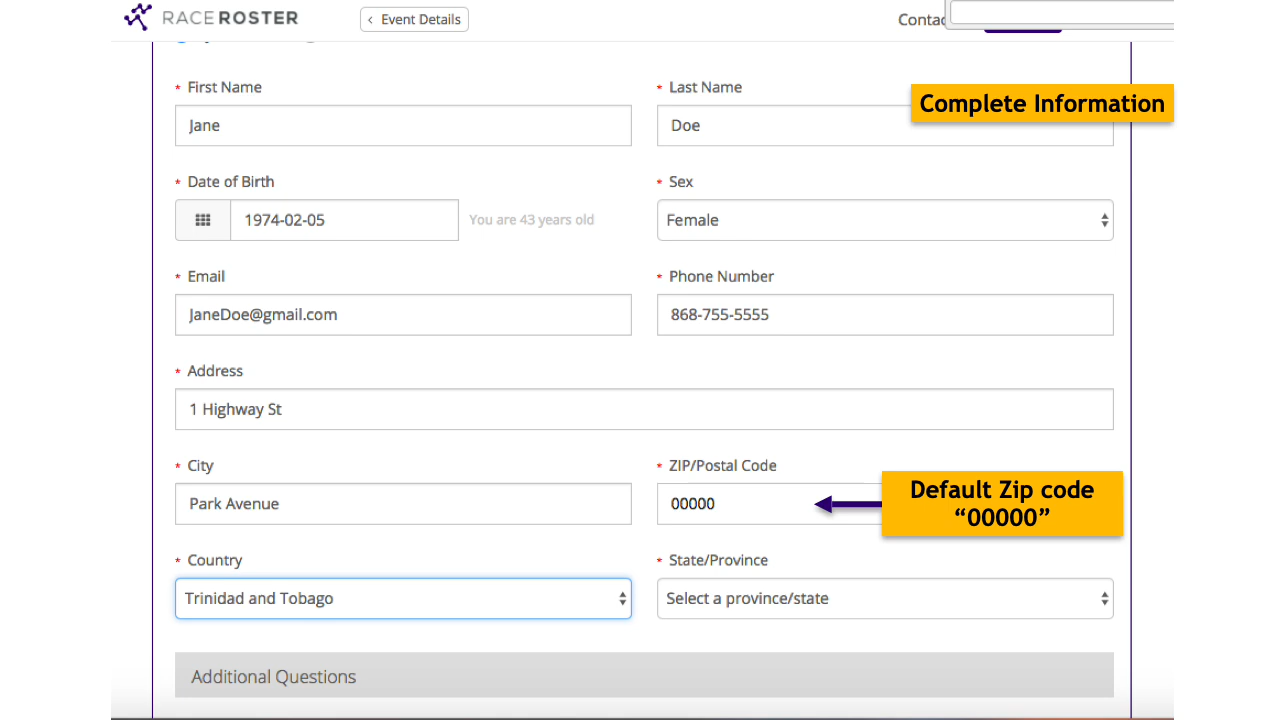 RACE ROSTER
‹ Event Details
Complete Information
* First Name
* Last Name
Jane
Doe
* Date of Birth
* Sex
1974-02-05
You are 43 years old
Female
* Email
* Phone Number
JaneDoe@gmail.com
868-755-5555
* Address
1 Highway St
* City
* ZIP/Postal Code
Park Avenue
00000
Default Zip code
“00000”
* Country
* State/Province
Trinidad and Tobago
Select a province/state
Additional Questions